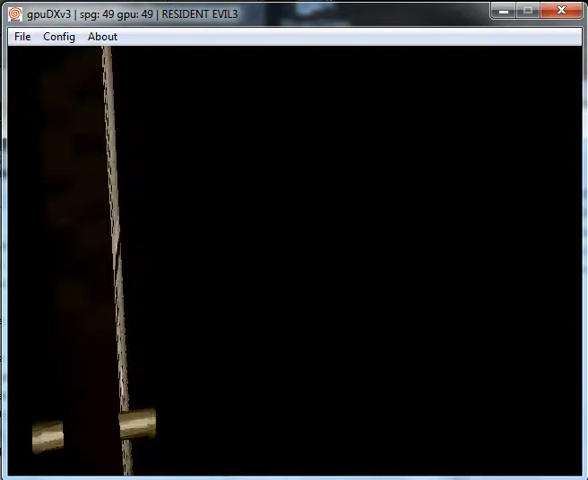 gpuDXv3 | spg: 49 gpu: 49 | RESIDENT EVIL3
File Config About